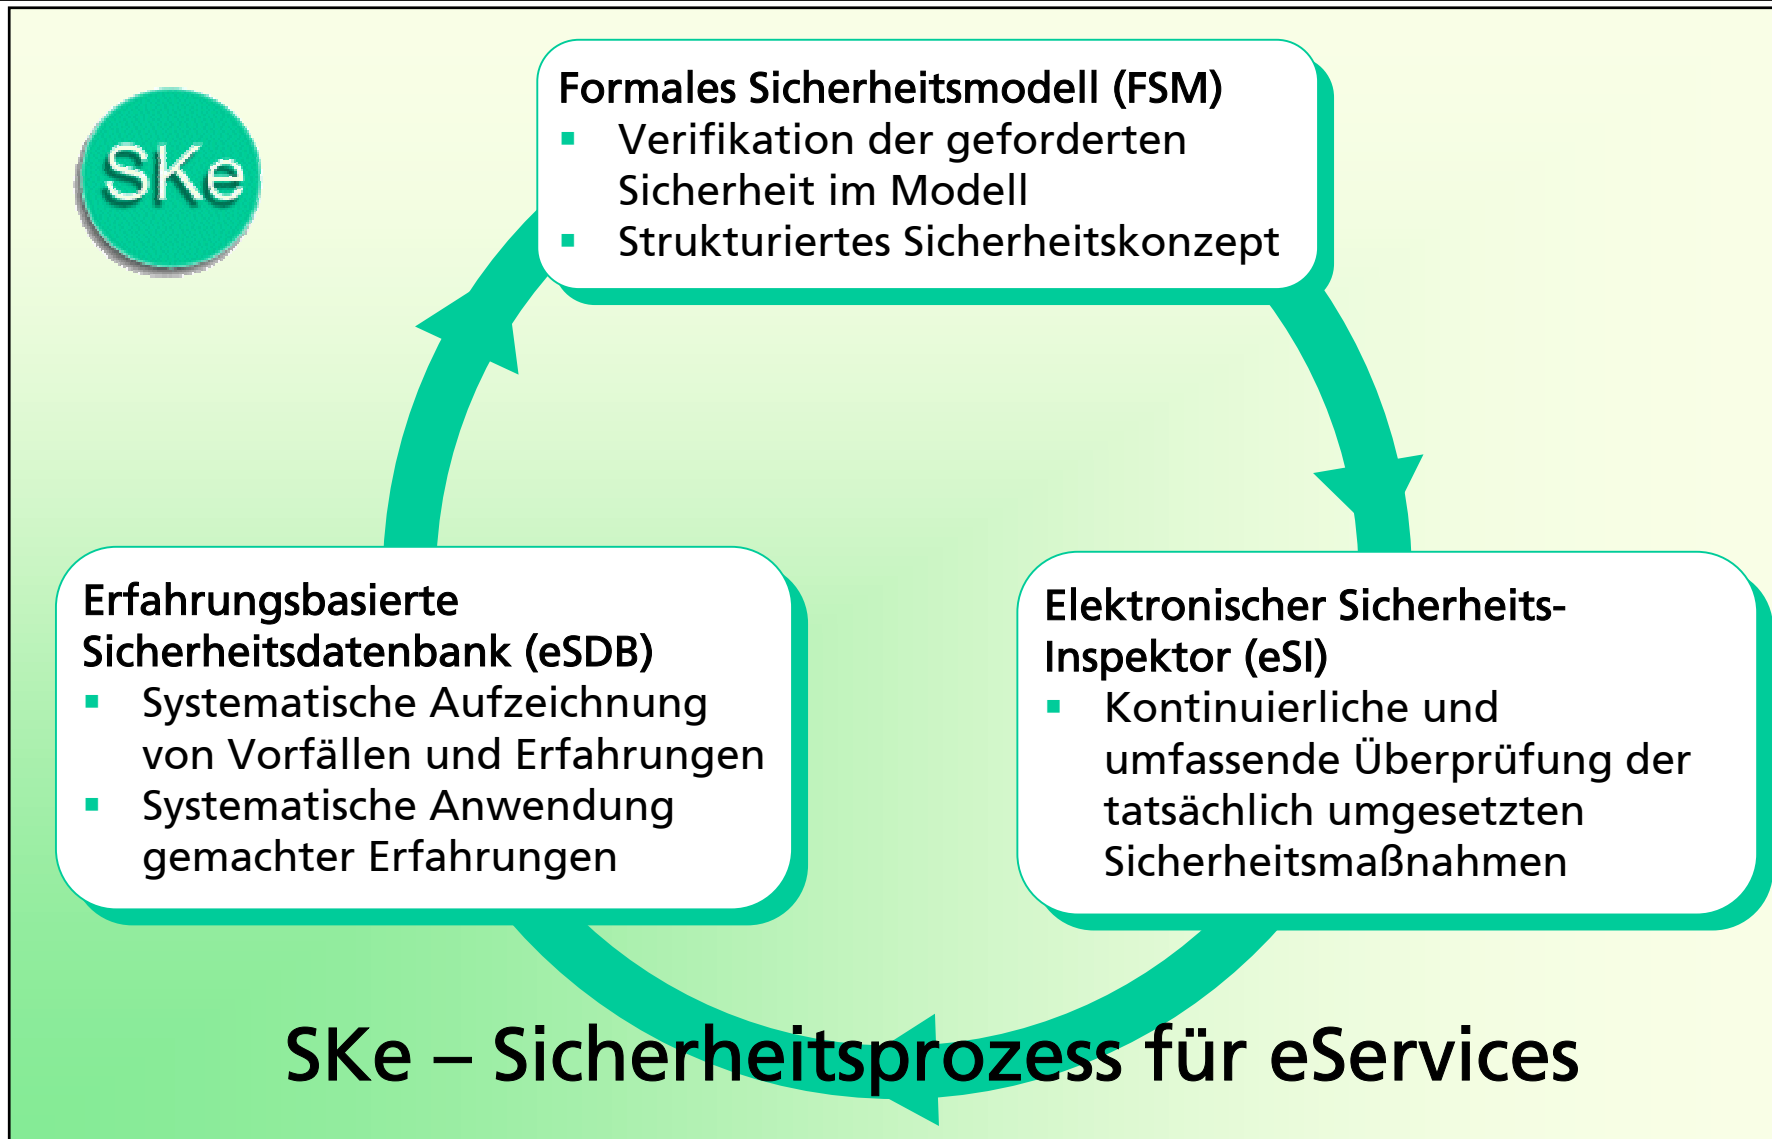 SKe
Formales Sicherheitsmodell (FSM)
▪ Verifikation der geforderten
Sicherheit im Modell
▪ Strukturiertes Sicherheitskonzept
Erfahrungsbasierte
Sicherheitsdatenbank (eSDB)
▪ Systematische Aufzeichnung
von Vorfällen und Erfahrungen
▪ Systematische Anwendung
gemachter Erfahrungen
Elektronischer Sicherheits-
Inspektor (eSI)
▪ Kontinuierliche und
umfassende Überprüfung der
tatsächlich umgesetzten
Sicherheitsmaßnahmen
SKe – Sicherheitsprozess für eServices